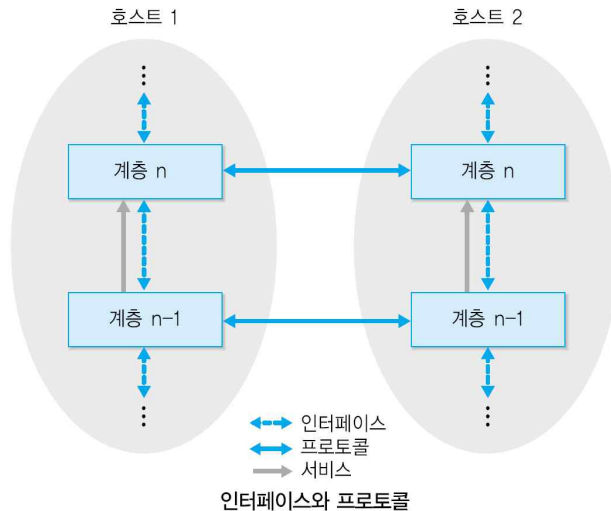 호스트 1
호스트 2
계층 n
계층 n
계층 n-1
계층 n-1
인터페이스
프로토콜
서비스
인터페이스와 프로토콜